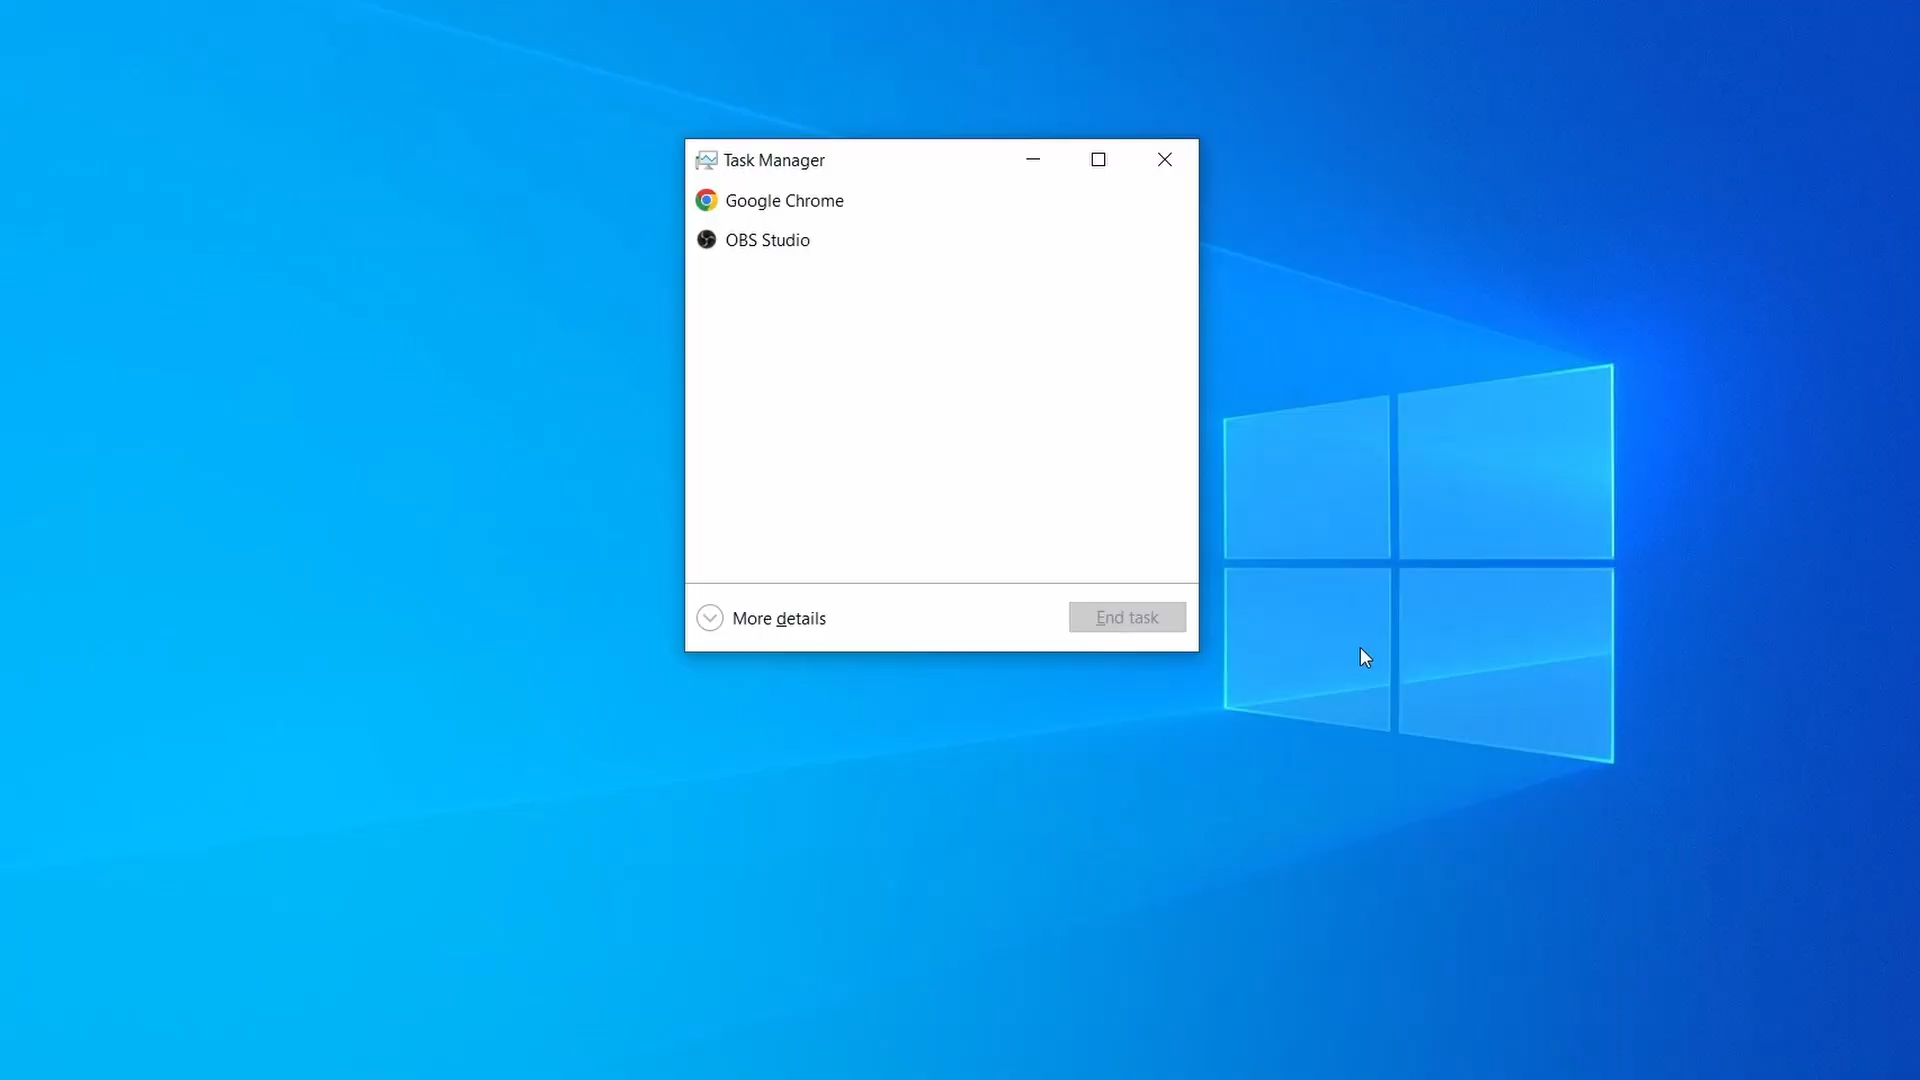 Task Manager
Google Chrome
OBS Studio
More details
End task